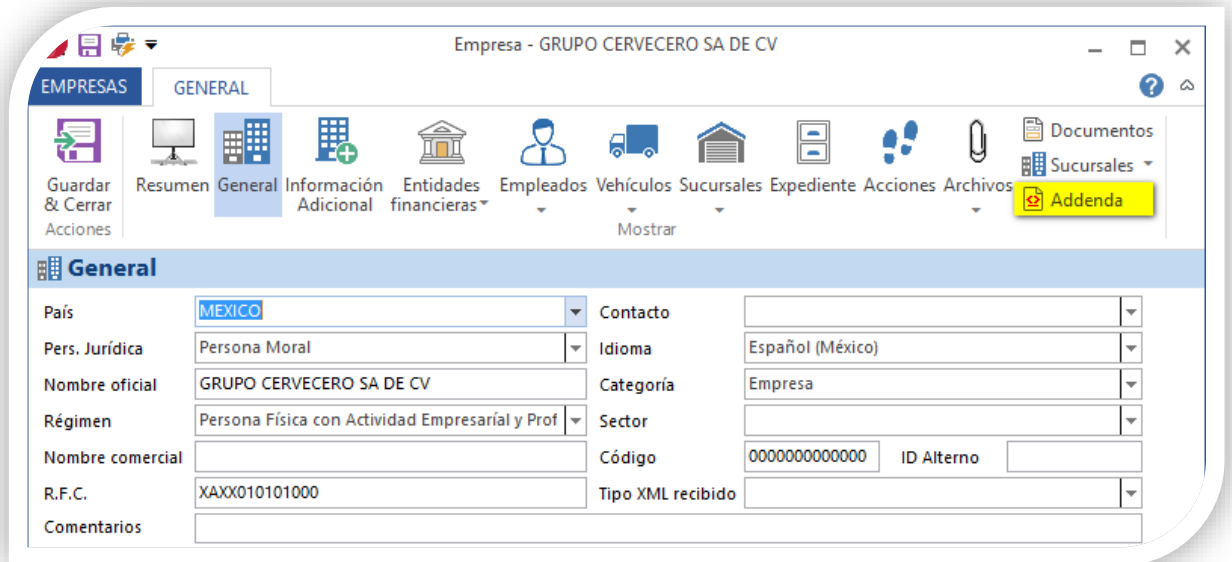 Empresa - GRUPO CERVECERO SA DE CV
EMPRESAS GENERAL
Guardar & Cerrar
Resumen
General
Información Adicional
Entidades financieras
Empleados
Vehículos
Sucursales
Expediente
Acciones
Archivos
Documentos
Sucursales
Addenda
Acciones
Mostrar
General
País MEXICO Contacto
Pers. Jurídica Persona Moral Idioma Español (México)
Nombre oficial GRUPO CERVECERO SA DE CV Categoría Empresa
Régimen Persona Física con Actividad Empresaríal y Prof Sector
Nombre comercial Código 0000000000000 ID Alterno
R.F.C. XAXX010101000 Tipo XML recibido
Comentarios